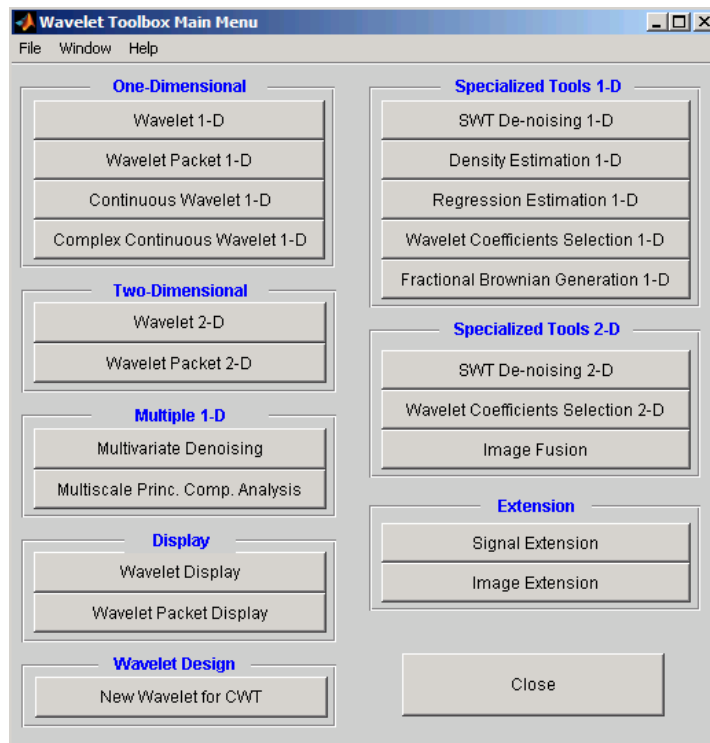 Wavelet Toolbox Main Menu
File Window Help
One-Dimensional
Wavelet 1-D
Wavelet Packet 1-D
Continuous Wavelet 1-D
Complex Continuous Wavelet 1-D
Two-Dimensional
Wavelet 2-D
Wavelet Packet 2-D
Multiple 1-D
Multivariate Denoising
Multiscale Princ. Comp. Analysis
Display
Wavelet Display
Wavelet Packet Display
Wavelet Design
New Wavelet for CWT
Specialized Tools 1-D
SWT De-noising 1-D
Density Estimation 1-D
Regression Estimation 1-D
Wavelet Coefficients Selection 1-D
Fractional Brownian Generation 1-D
Specialized Tools 2-D
SWT De-noising 2-D
Wavelet Coefficients Selection 2-D
Image Fusion
Extension
Signal Extension
Image Extension
Close